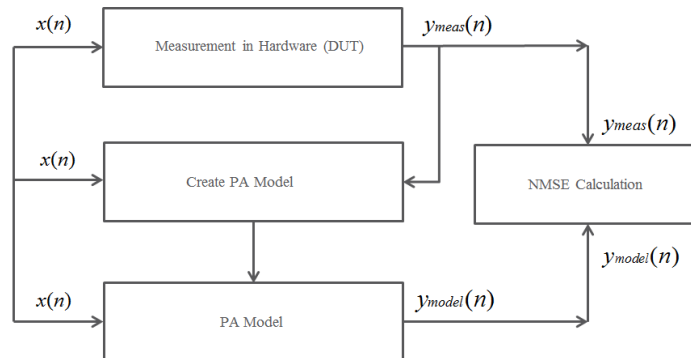 x(n)
Measurement in Hardware (DUT)
ymeas(n)
x(n)
Create PA Model
ymeas(n)
NMSE Calculation
ymodel(n)
x(n)
PA Model
ymodel(n)